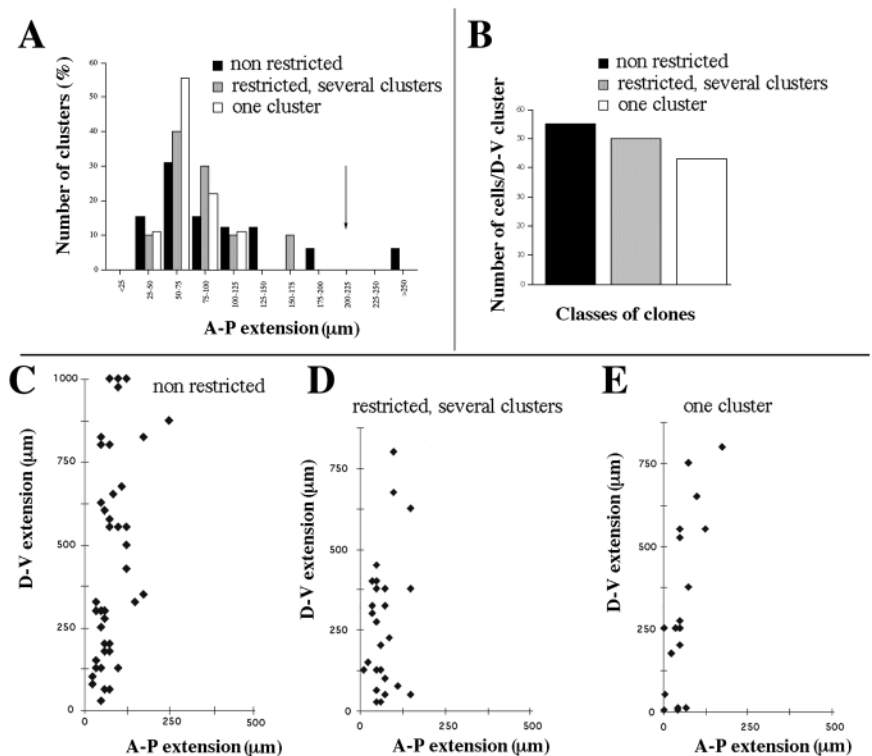 A
non restricted
restricted, several clusters
one cluster
Number of clusters (%)
60
50
40
30
20
10
0
<25
25-50
50-75
75-100
100-125
125-150
150-175
175-200
200-225
225-250
>250
A-P extension (μm)
B
non restricted
restricted, several clusters
one cluster
Number of cells/D-V cluster
60
50
40
30
20
10
0
Classes of clones
C
non restricted
D-V extension (μm)
1000
750
500
250
0
0
250
500
A-P extension (μm)
D
restricted, several clusters
D-V extension (μm)
750
500
250
0
0
250
500
A-P extension (μm)
E
one cluster
D-V extension (μm)
750
500
250
0
0
250
500
A-P extension (μm)